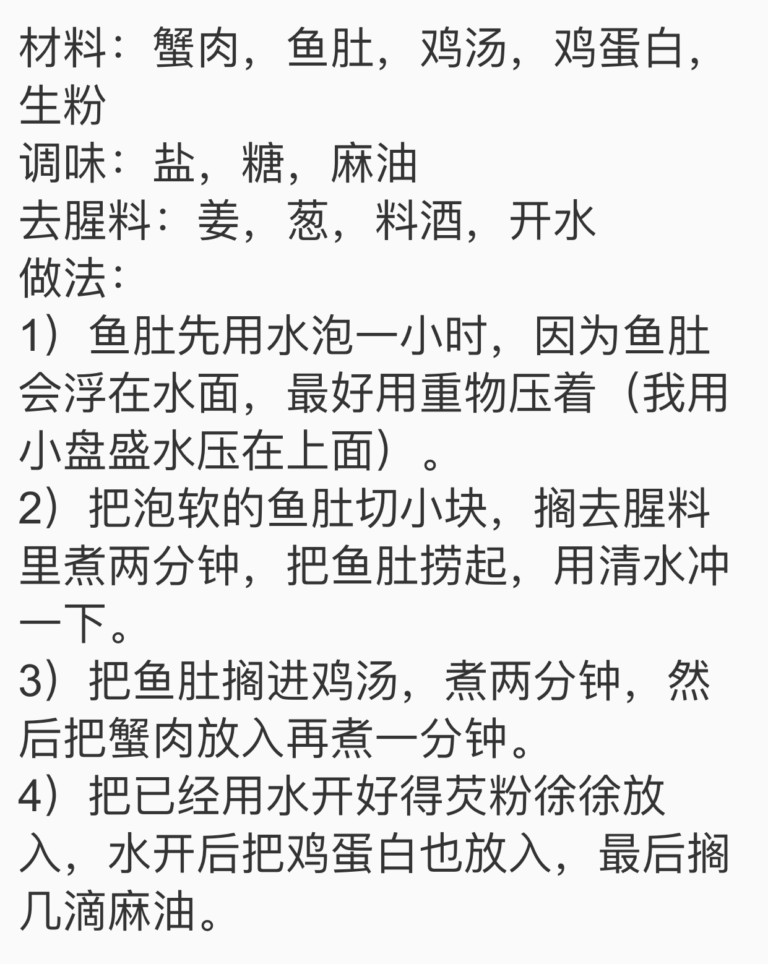 材料：蟹肉，鱼肚，鸡汤，鸡蛋白，
生粉
调味：盐，糖，麻油
去腥料：姜，葱，料酒，开水
做法：
1）鱼肚先用水泡一小时，因为鱼肚
会浮在水面，最好用重物压着（我用
小盘盛水压在上面）。
2）把泡软的鱼肚切小块，搁去腥料
里煮两分钟，把鱼肚捞起，用清水冲
一下。
3）把鱼肚搁进鸡汤，煮两分钟，然
后把蟹肉放入再煮一分钟。
4）把已经用水开好得芡粉徐徐放
入，水开后把鸡蛋白也放入，最后搁
几滴麻油。